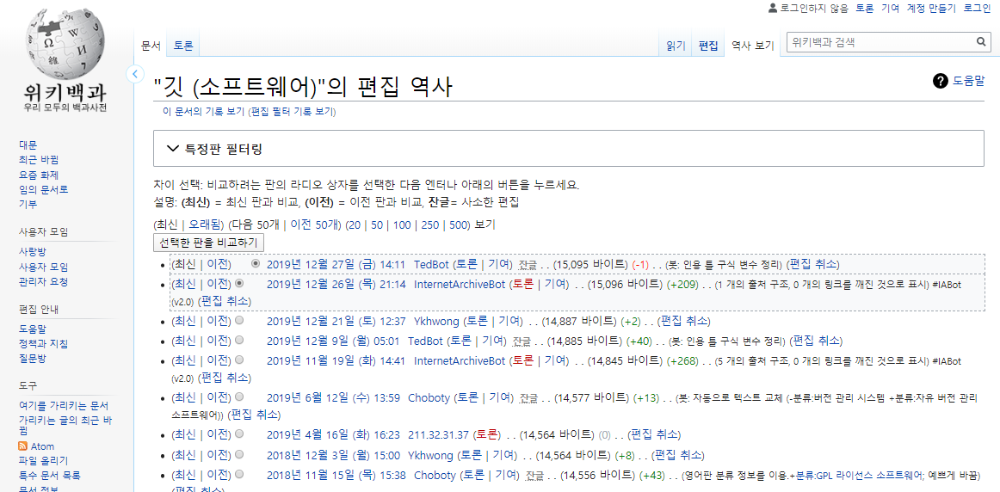 로그인하지 않음 토론 기여 계정 만들기 로그인
문서 토론 읽기 편집 역사 보기 위키백과 검색
위키백과
우리 모두의 백과사전
"깃 (소프트웨어)"의 편집 역사
도움말
이 문서의 기록 보기 (편집 필터 기록 보기)
특정판 필터링
차이 선택: 비교하려는 판의 라디오 상자를 선택한 다음 엔터나 아래의 버튼을 누르세요.
설명: (최신) = 최신 판과 비교, (이전) = 이전 판과 비교, 잔글= 사소한 편집
(최신 | 오래됨) (다음 50개 | 이전 50개) (20 | 50 | 100 | 250 | 500) 보기
선택한 판을 비교하기
(최신 | 이전) 2019년 12월 27일 (금) 14:11 TedBot (토론 | 기여) 잔글 . . (15,095 바이트) (-1) . . (봇: 인용 틀 구식 변수 정리) (편집 취소)
(최신 | 이전) 2019년 12월 26일 (목) 21:14 InternetArchiveBot (토론 | 기여) . . (15,096 바이트) (+209) . . (1 개의 출처 구조, 0 개의 링크를 깨진 것으로 표시) #IABot
(v2.0) (편집 취소)
(최신 | 이전) 2019년 12월 21일 (토) 12:37 Ykhwong (토론 | 기여) . . (14,887 바이트) (+2) . . (편집 취소)
(최신 | 이전) 2019년 12월 9일 (월) 05:01 TedBot (토론 | 기여) 잔글 . . (14,885 바이트) (+40) . . (봇: 인용 틀 구식 변수 정리) (편집 취소)
(최신 | 이전) 2019년 11월 19일 (화) 14:41 InternetArchiveBot (토론 | 기여) . . (14,845 바이트) (+268) . . (5 개의 출처 구조, 0 개의 링크를 깨진 것으로 표시) #IABot
(v2.0) (편집 취소)
(최신 | 이전) 2019년 6월 12일 (수) 13:59 Choboty (토론 | 기여) 잔글 . . (14,577 바이트) (+13) . . (봇: 자동으로 텍스트 교체 (-분류:버전 관리 시스템 +분류:자유 버전 관리
소프트웨어)) (편집 취소)
(최신 | 이전) 2019년 4월 16일 (화) 16:23 211.32.31.37 (토론) . . (14,564 바이트) (0) . . (편집 취소)
(최신 | 이전) 2018년 12월 3일 (월) 15:00 Ykhwong (토론 | 기여) . . (14,564 바이트) (+8) . . (편집 취소)
(최신 | 이전) 2018년 11월 15일 (목) 15:38 Choboty (토론 | 기여) 잔글 . . (14,556 바이트) (+43) . . (영어판 분류 정보를 이용.+분류:GPL 라이선스 소프트웨어; 예쁘게 바꿈)
(편집 취소)
대문
최근 바뀜
요즘 화제
임의 문서로
기부
사용자 모임
사랑방
사용자 모임
관리자 요청
편집 안내
도움말
정책과 지침
질문방
도구
여기를 가리키는 문서
가리키는 글의 최근 바
뀜
Atom
파일 올리기
특수 문서 목록
문서 정보